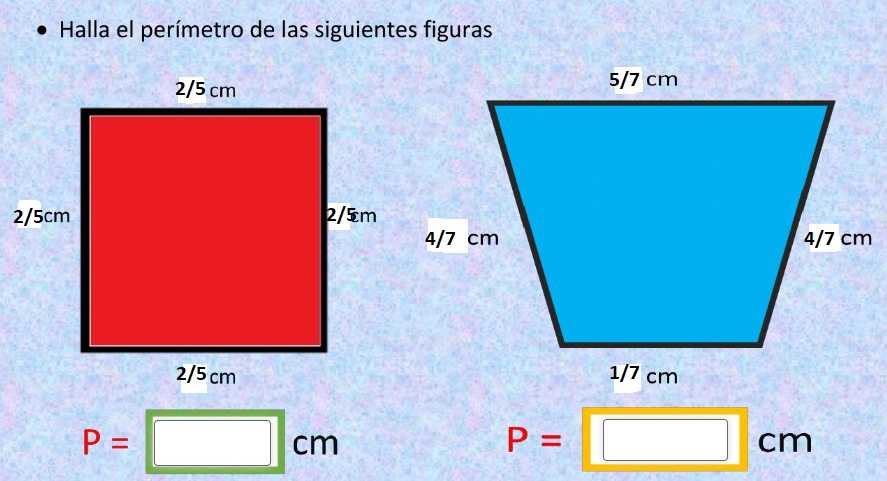 • Halla el perímetro de las siguientes figuras
2/5 cm
2/5cm
2/5cm
2/5 cm
P = cm
5/7 cm
4/7 cm
4/7 cm
1/7 cm
P = cm